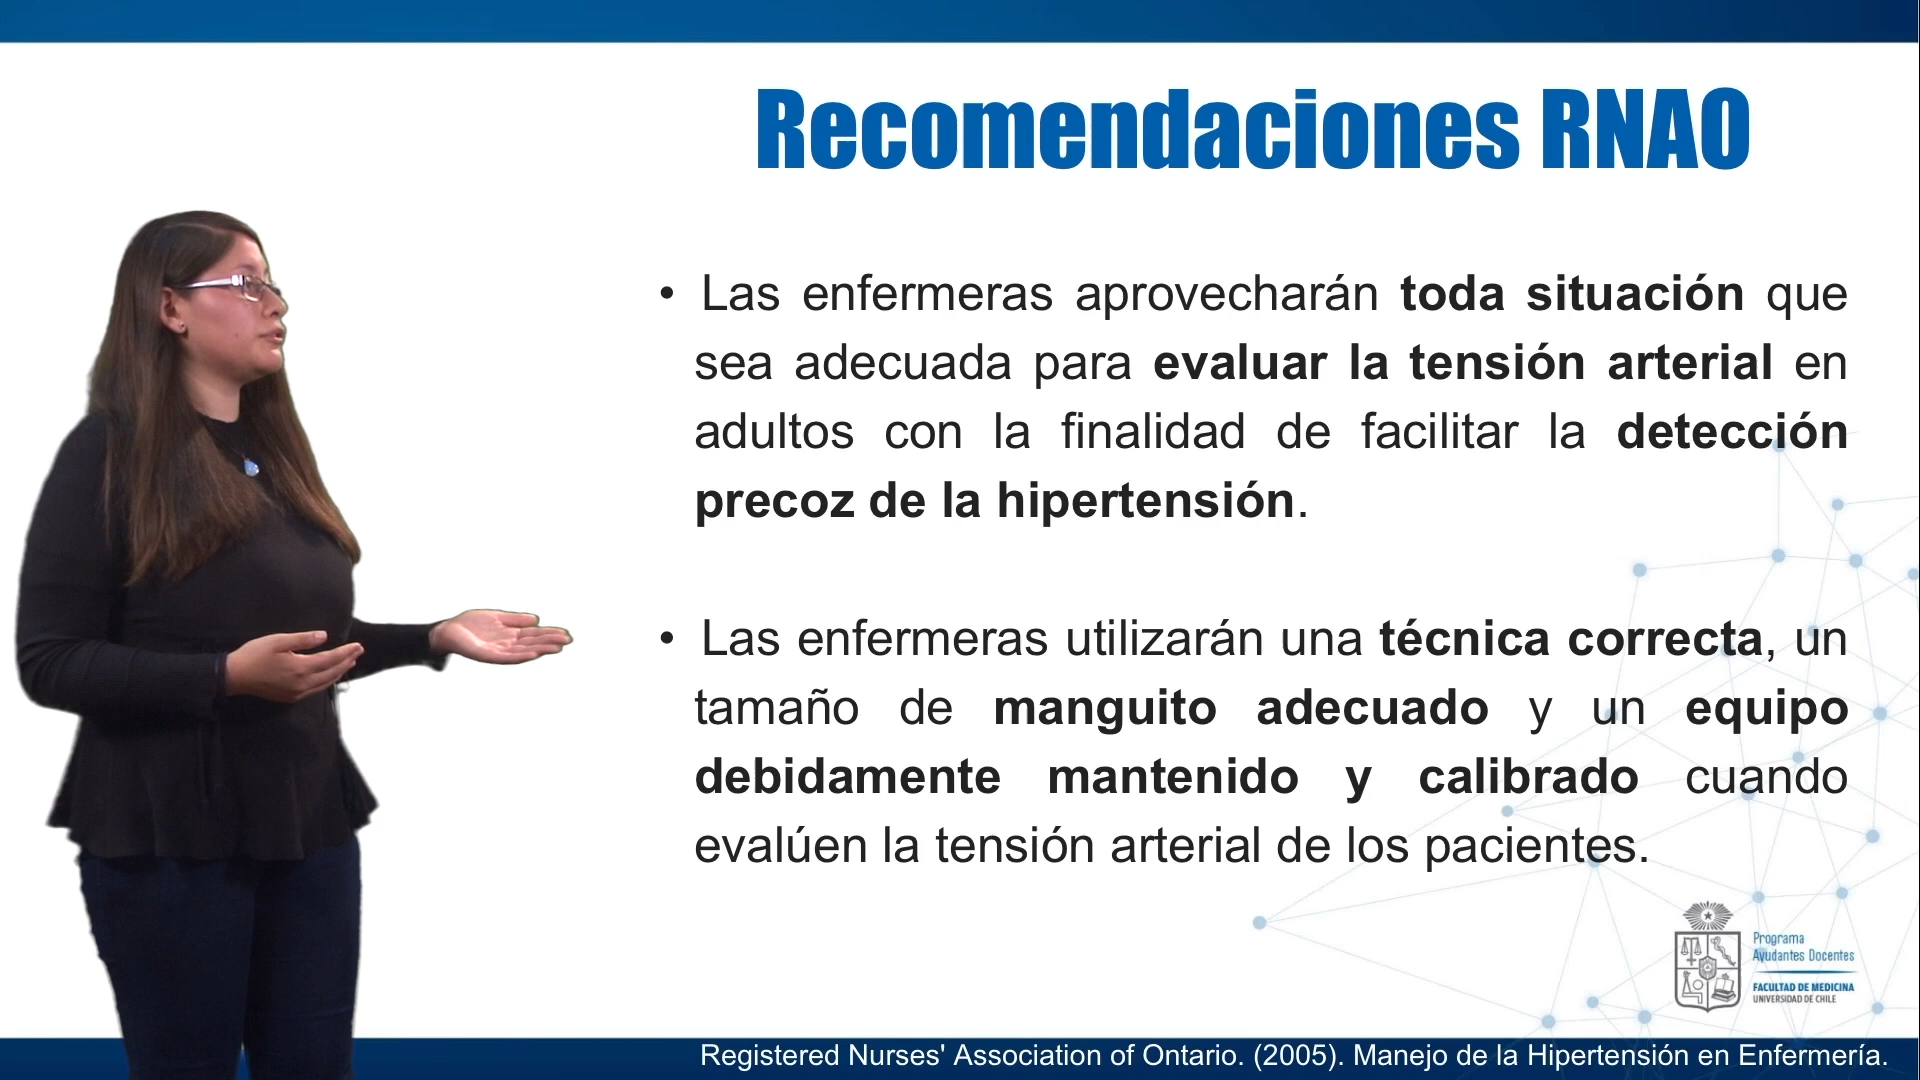 Recomendaciones RNAO
• Las enfermeras aprovecharán toda situación que
sea adecuada para evaluar la tensión arterial en
adultos con la finalidad de facilitar la detección
precoz de la hipertensión.
• Las enfermeras utilizarán una técnica correcta, un
tamaño de manguito adecuado y un equipo
debidamente mantenido y calibrado cuando
evalúen la tensión arterial de los pacientes.
Programa
Ayudantes Docentes
FACULTAD DE MEDICINA
UNIVERSIDAD DE CHILE
Registered Nurses' Association of Ontario. (2005). Manejo de la Hipertensión en Enfermería.